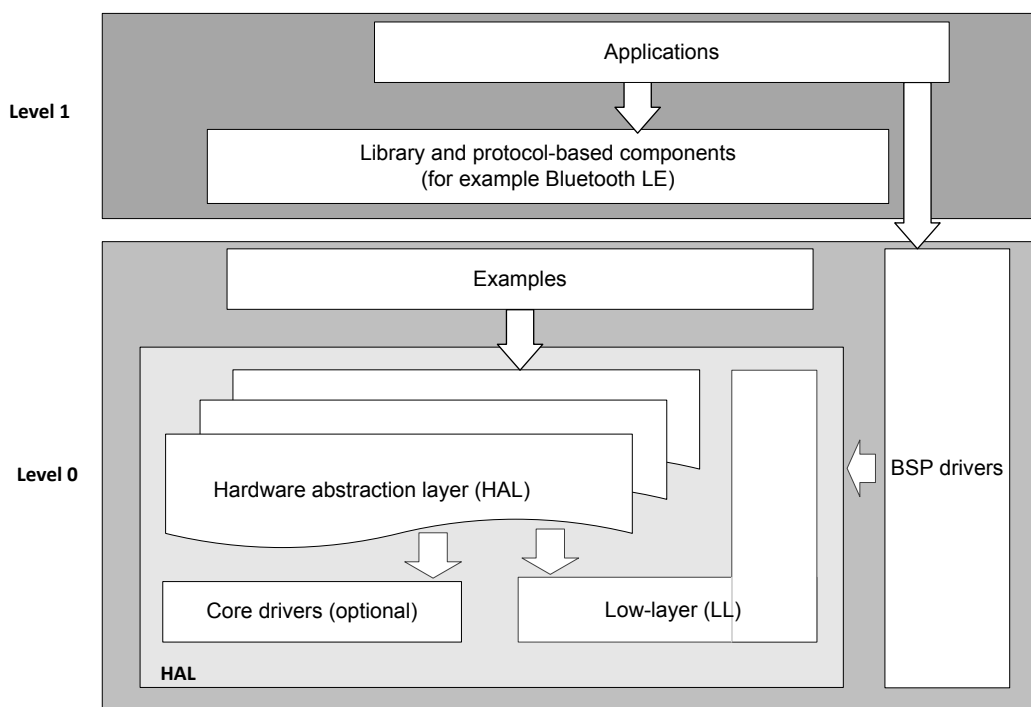 Applications
Level 1
Library and protocol-based components
(for example Bluetooth LE)
Examples
Level 0
BSP drivers
Hardware abstraction layer (HAL)
Core drivers (optional)
Low-layer (LL)
HAL